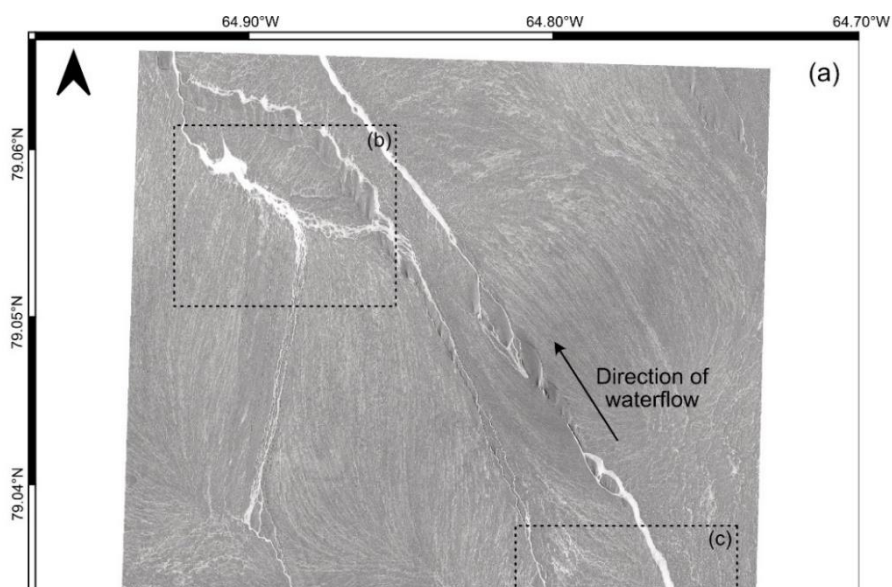 64.90°W 64.80°W 64.70°W
(a)
79.06°N
(b)
79.05°N
Direction of
waterflow
79.04°N
(c)